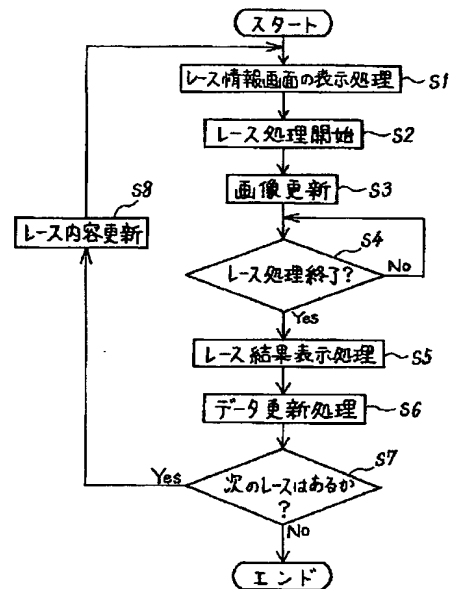 スタート
レース情報画面の表示処理
S1
レース処理開始
S2
画像更新
S3
S8
レース内容更新
S4
レース処理終了?
No
Yes
レース結果表示処理
S5
データ更新処理
S6
S7
Yes
次のレースはあるか
?
No
エンド